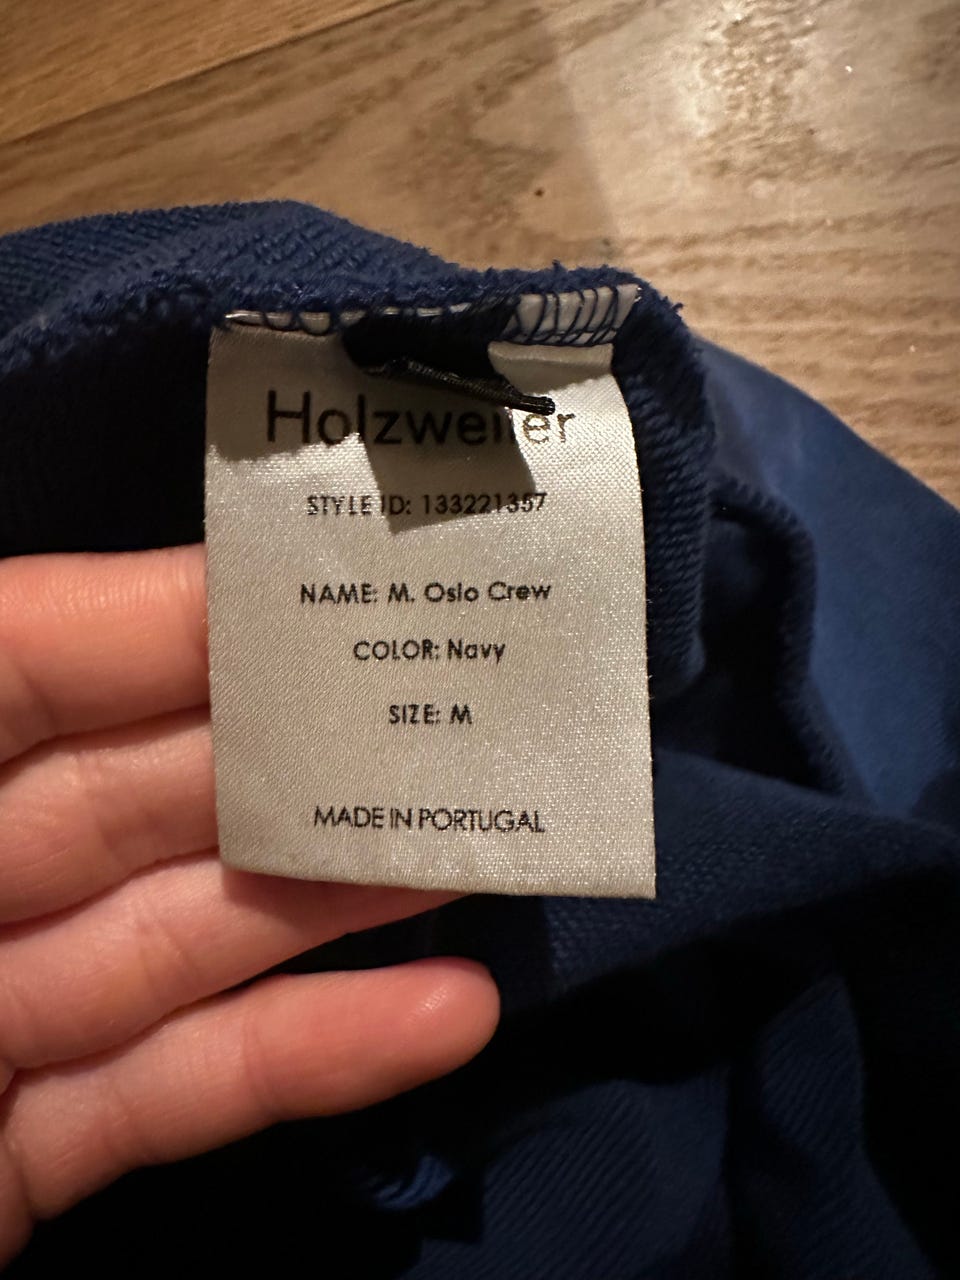 Holzweiler
STYLE ID: 133221357
NAME: M. Oslo Crew
COLOR: Navy
SIZE: M
MADE IN PORTUGAL